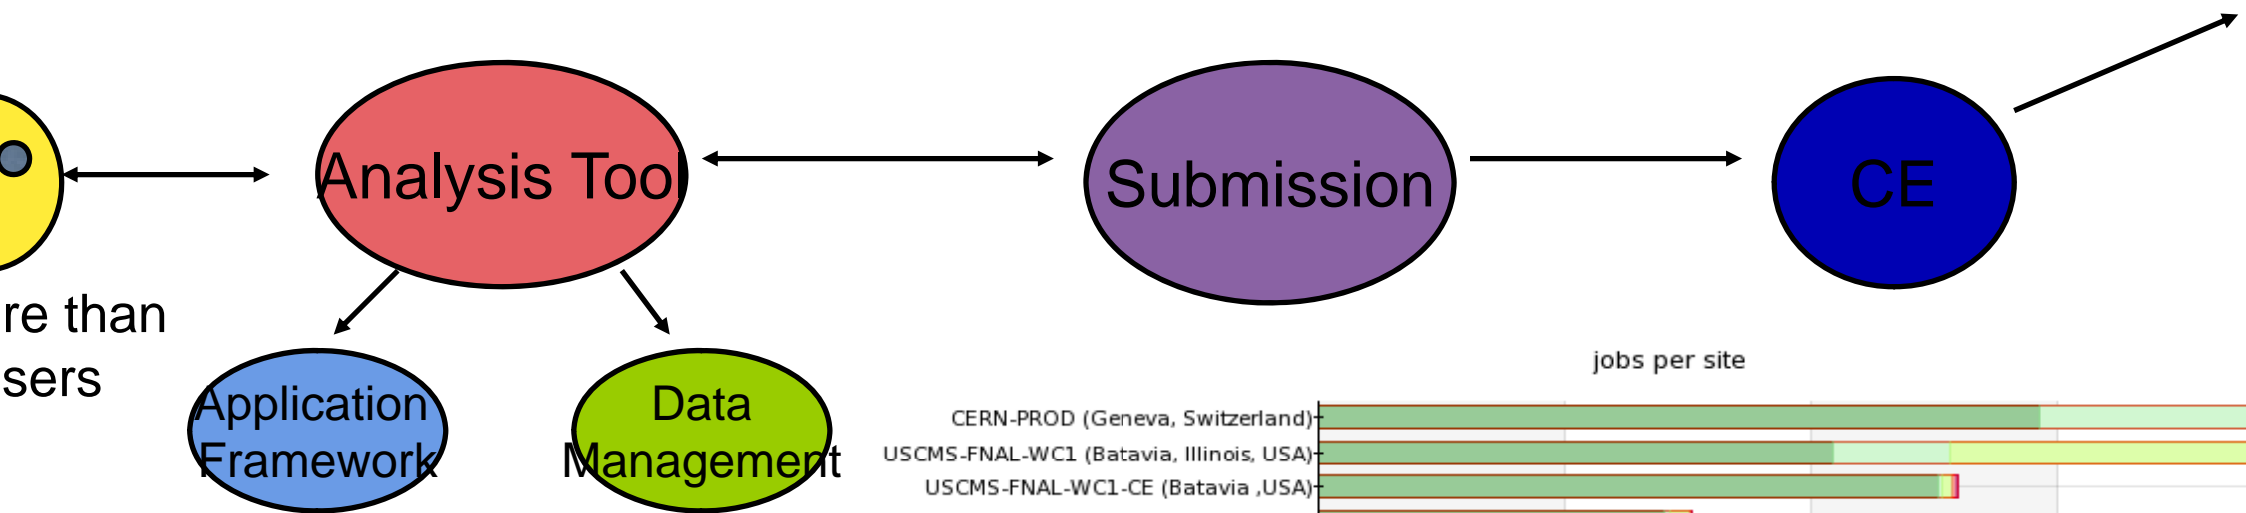 Analysis Tool
Submission
CE
re than
sers
Application
Framework
Data
Management
jobs per site
CERN-PROD (Geneva, Switzerland)
USCMS-FNAL-WC1 (Batavia, Illinois, USA)
USCMS-FNAL-WC1-CE (Batavia ,USA)